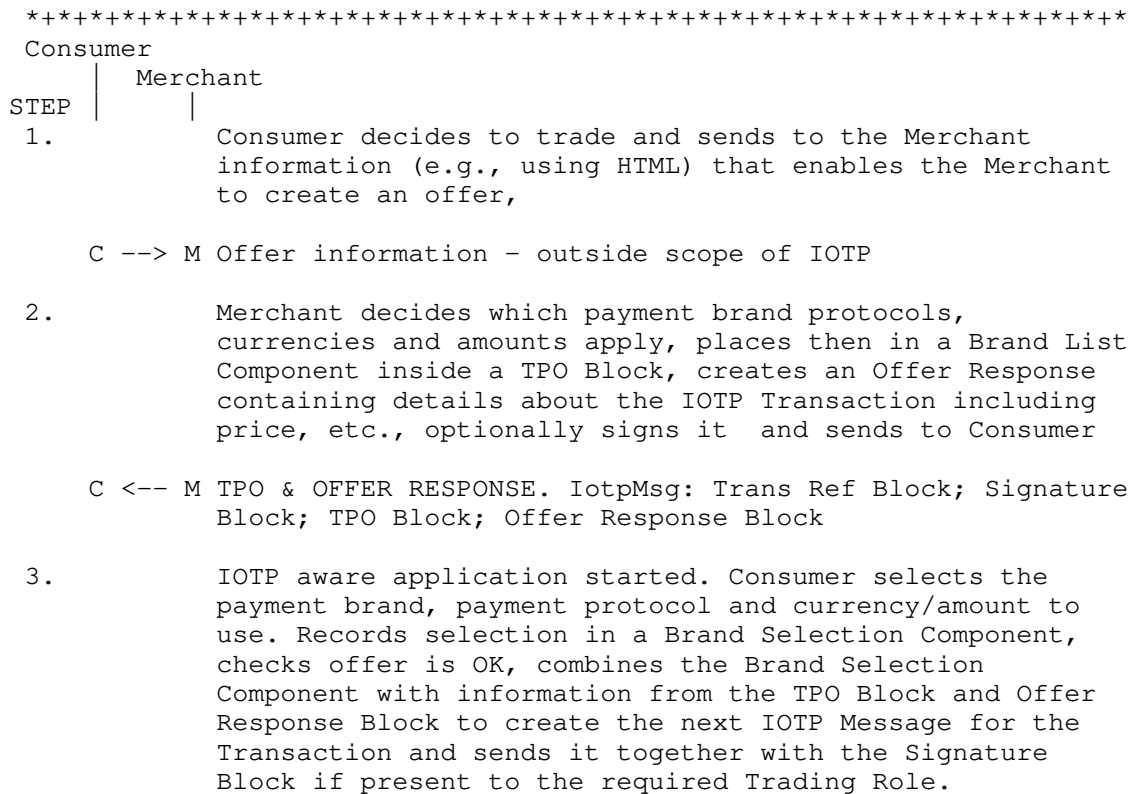 *+*+*+*+*+*+*+*+*+*+*+*+*+*+*+*+*+*+*+*+*+*+*+*+*+*+*+*+*+*+*+*+*+*
Consumer
| Merchant
STEP | |
1. Consumer decides to trade and sends to the Merchant
information (e.g., using HTML) that enables the Merchant
to create an offer,
C --> M Offer information - outside scope of IOTP
2. Merchant decides which payment brand protocols,
currencies and amounts apply, places then in a Brand List
Component inside a TPO Block, creates an Offer Response
containing details about the IOTP Transaction including
price, etc., optionally signs it  and sends to Consumer
C <-- M TPO & OFFER RESPONSE. IotpMsg: Trans Ref Block; Signature
Block; TPO Block; Offer Response Block
3. IOTP aware application started. Consumer selects the
payment brand, payment protocol and currency/amount to
use. Records selection in a Brand Selection Component,
checks offer is OK, combines the Brand Selection
Component with information from the TPO Block and Offer
Response Block to create the next IOTP Message for the
Transaction and sends it together with the Signature
Block if present to the required Trading Role.